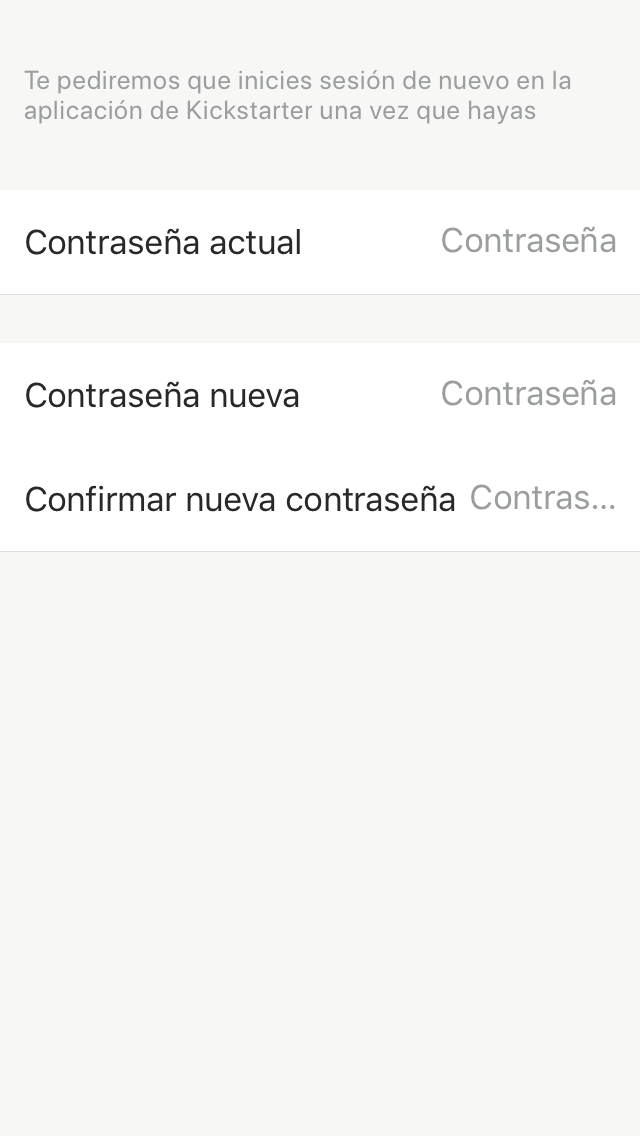 Te pediremos que inicies sesión de nuevo en la
aplicación de Kickstarter una vez que hayas
Contraseña actual Contraseña
Contraseña nueva Contraseña
Confirmar nueva contraseña Contras...